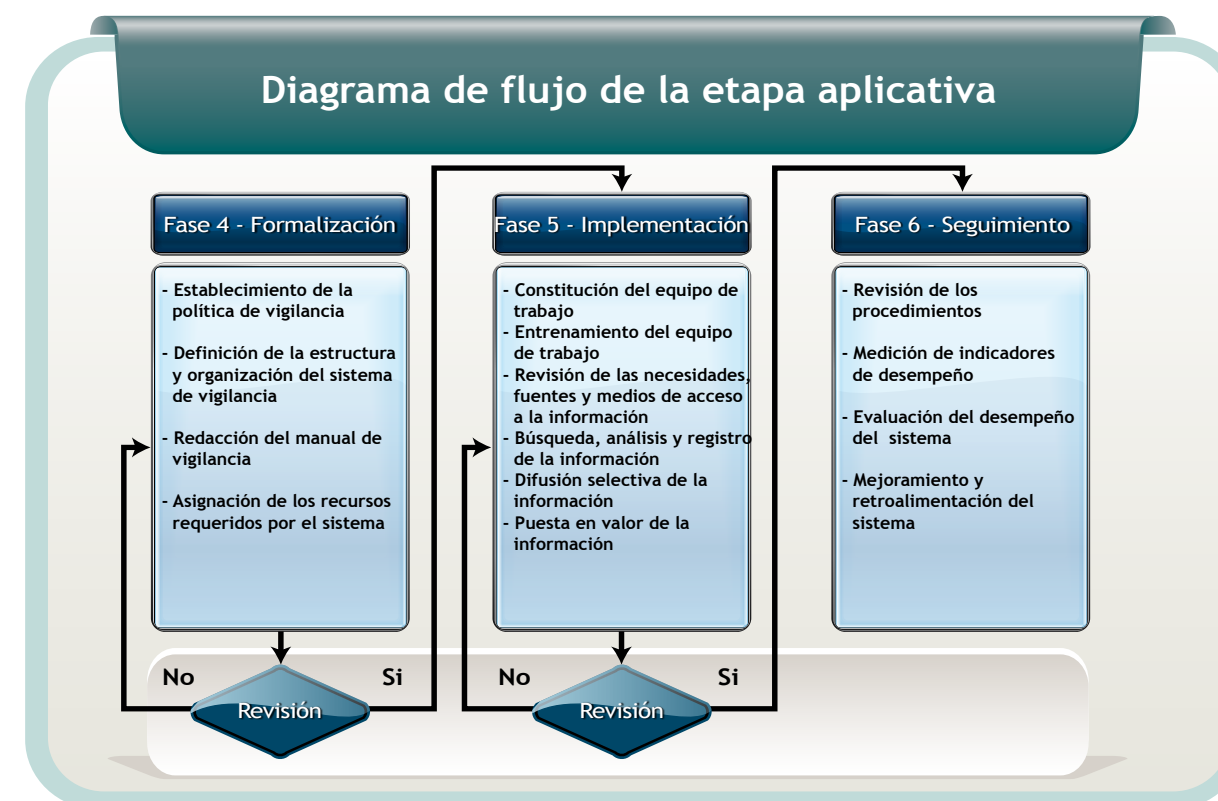 Diagrama de flujo de la etapa aplicativa
Fase 4 - Formalización
- Establecimiento de la
política de vigilancia
- Definición de la estructura
y organización del sistema
de vigilancia
- Redacción del manual de
vigilancia
- Asignación de los recursos
requeridos por el sistema
No
Si
Revisión
Fase 5 - Implementación
- Constitución del equipo de
trabajo
- Entrenamiento del equipo
de trabajo
- Revisión de las necesidades,
fuentes y medios de acceso
a la información
- Búsqueda, análisis y registro
de la información
- Difusión selectiva de la
información
- Puesta en valor de la
información
No
Si
Revisión
Fase 6 - Seguimiento
- Revisión de los
procedimientos
- Medición de indicadores
de desempeño
- Evaluación del desempeño
del sistema
- Mejoramiento y
retroalimentación del
sistema